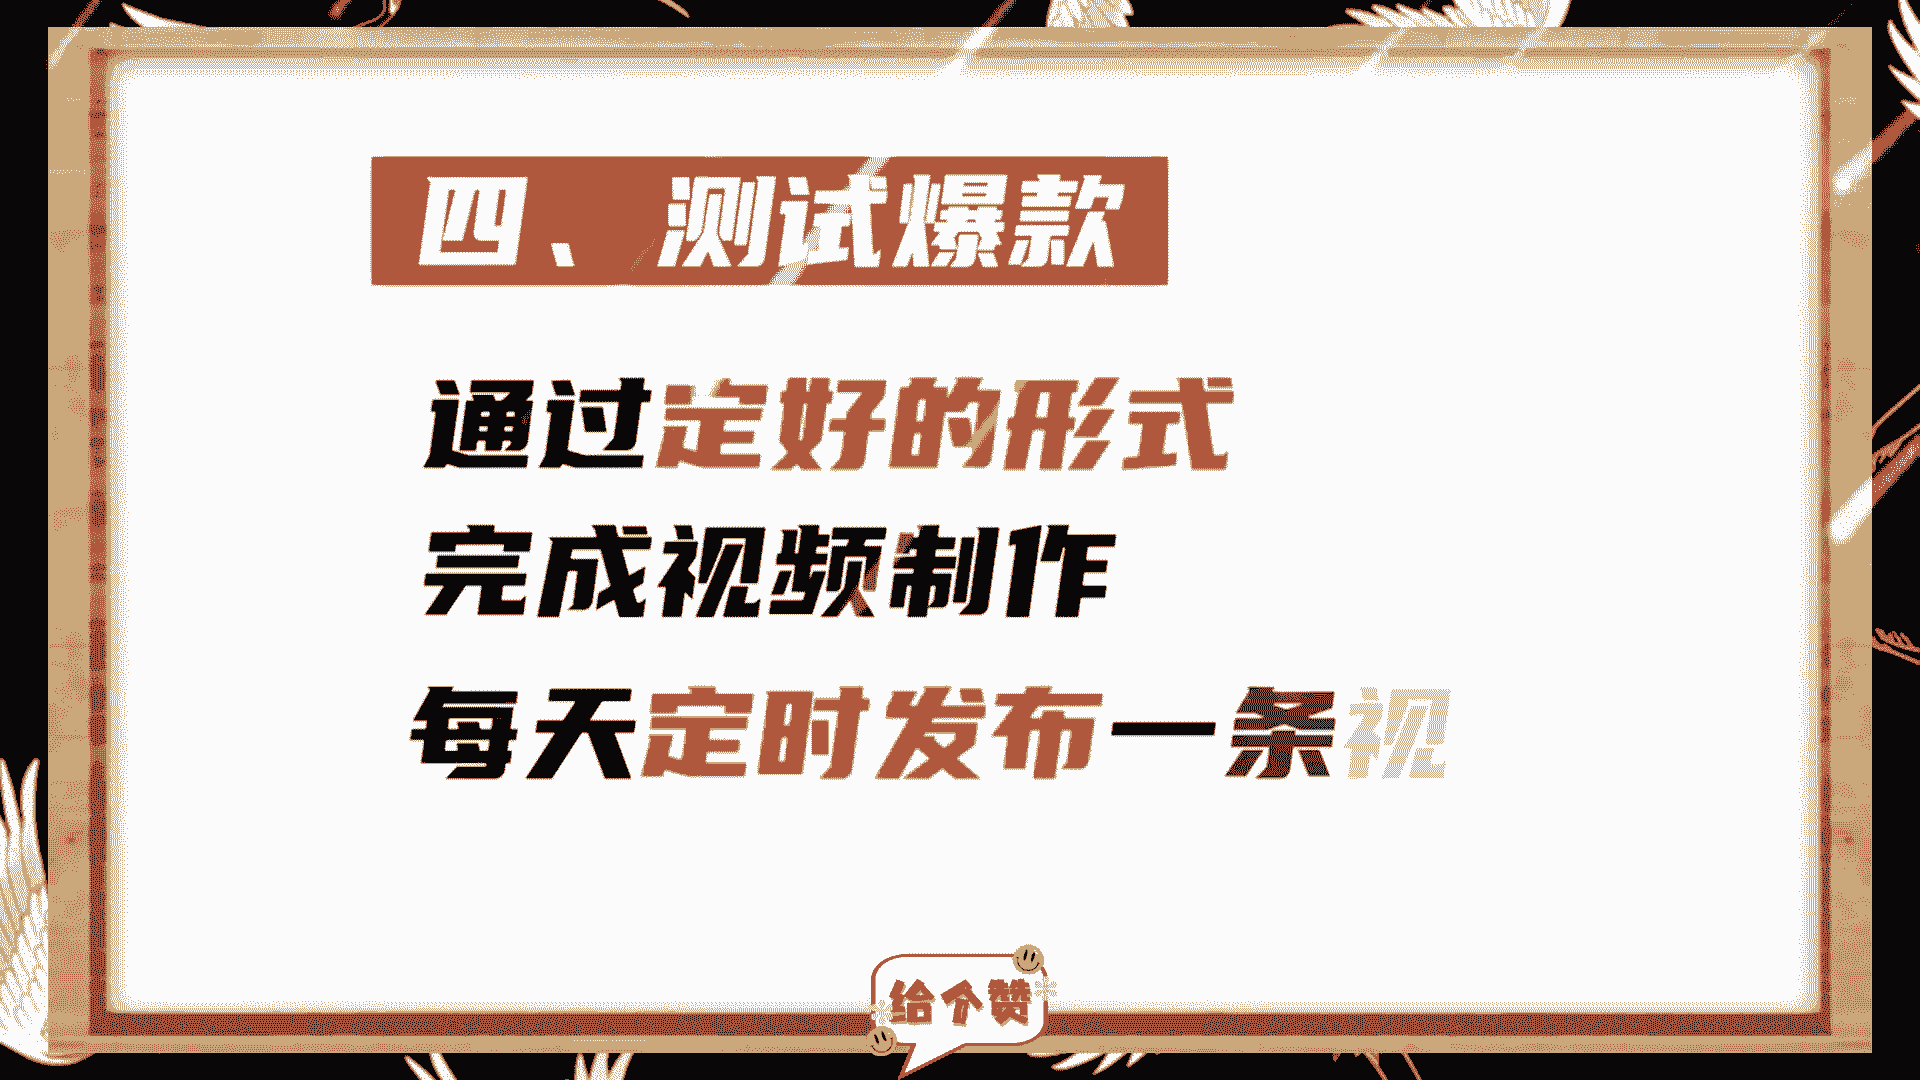 四、测试爆款
通过定好的形式
完成视频制作
每天定时发布一条视
给个赞